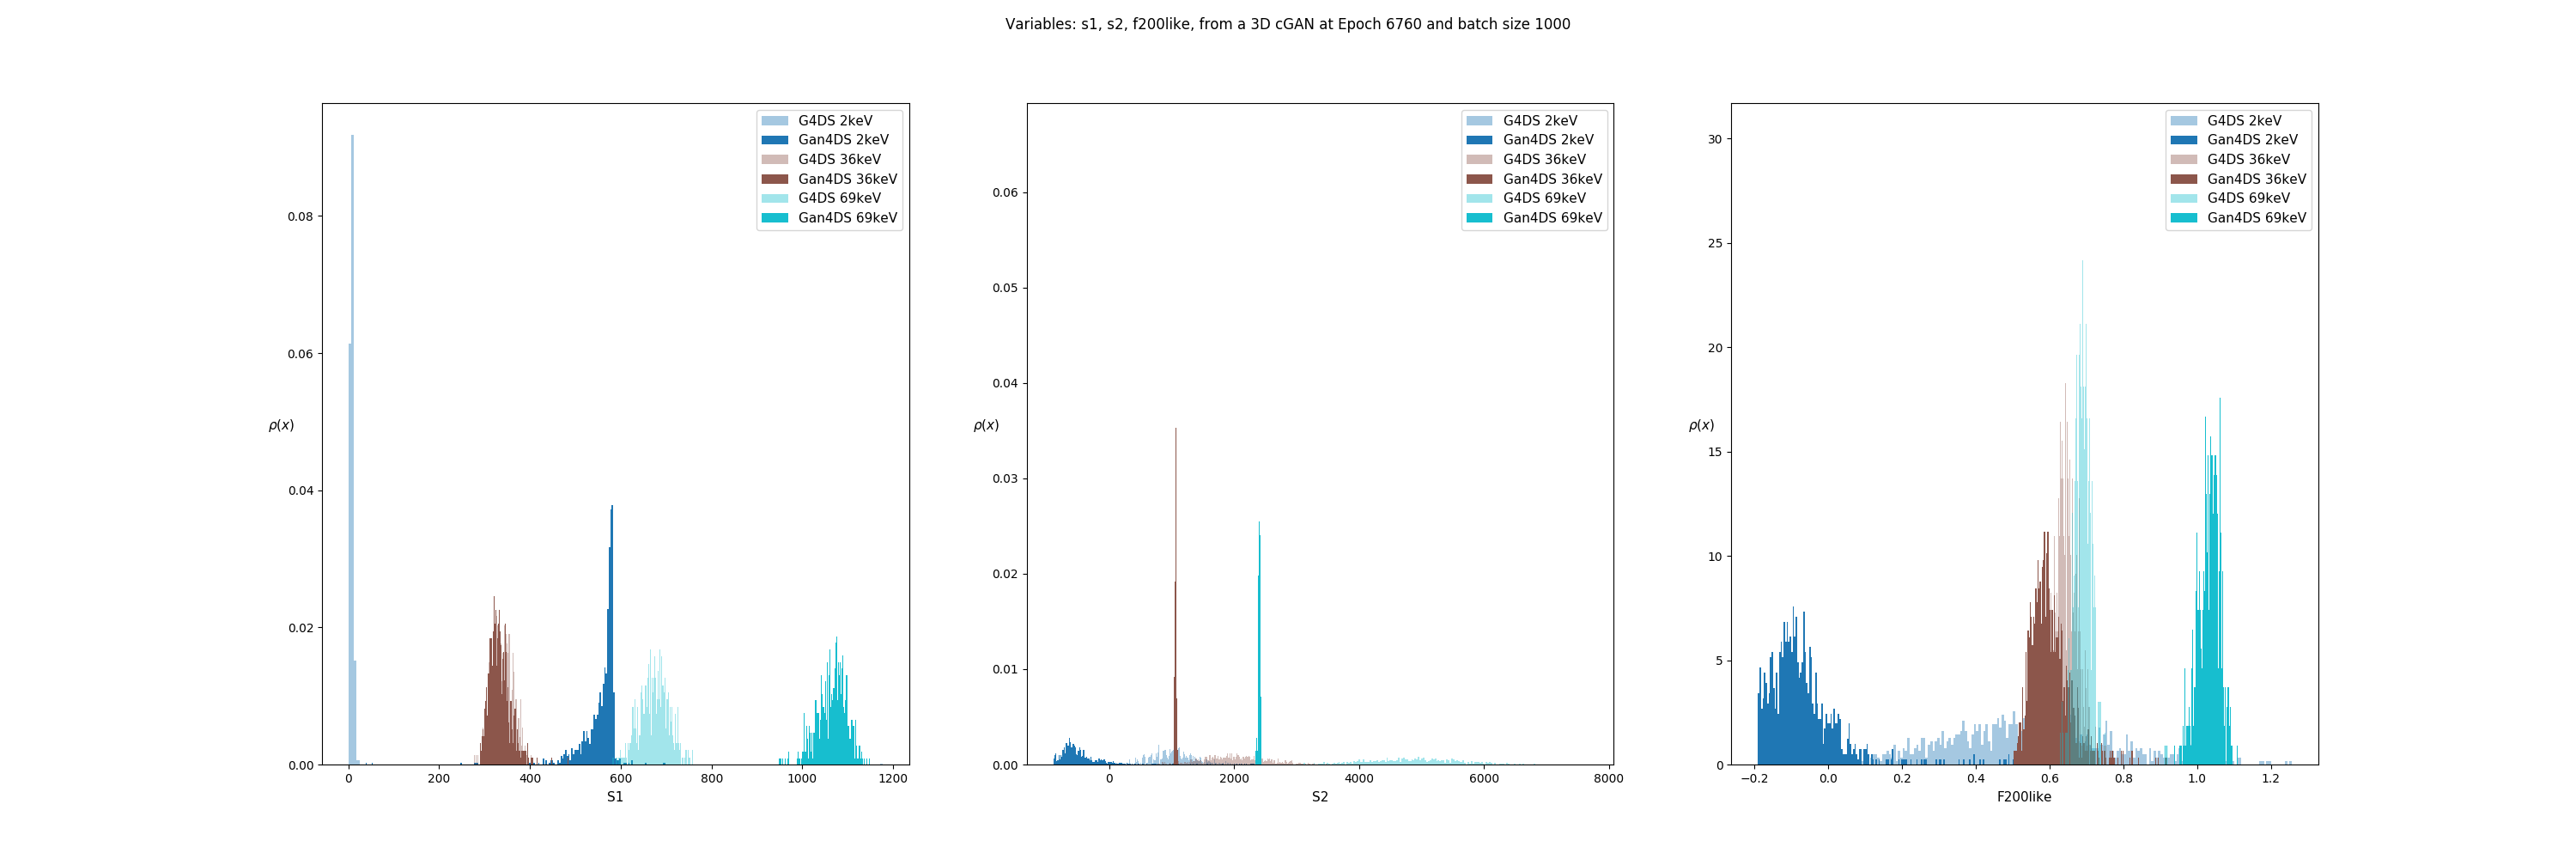 Variables: s1, s2, f200like, from a 3D cGAN at Epoch 6760 and batch size 1000
G4DS 2keV
Gan4DS 2keV
G4DS 36keV
Gan4DS 36keV
G4DS 69keV
Gan4DS 69keV
0.08
0.06
0.04
0.02
0.00
ρ(x)
0
200
400
600
800
1000
1200
S1
G4DS 2keV
Gan4DS 2keV
G4DS 36keV
Gan4DS 36keV
G4DS 69keV
Gan4DS 69keV
0.06
0.05
0.04
0.03
0.02
0.01
0.00
ρ(x)
0
2000
4000
6000
8000
S2
G4DS 2keV
Gan4DS 2keV
G4DS 36keV
Gan4DS 36keV
G4DS 69keV
Gan4DS 69keV
30
25
20
15
10
5
0
ρ(x)
−0.2
0.0
0.2
0.4
0.6
0.8
1.0
1.2
F200like